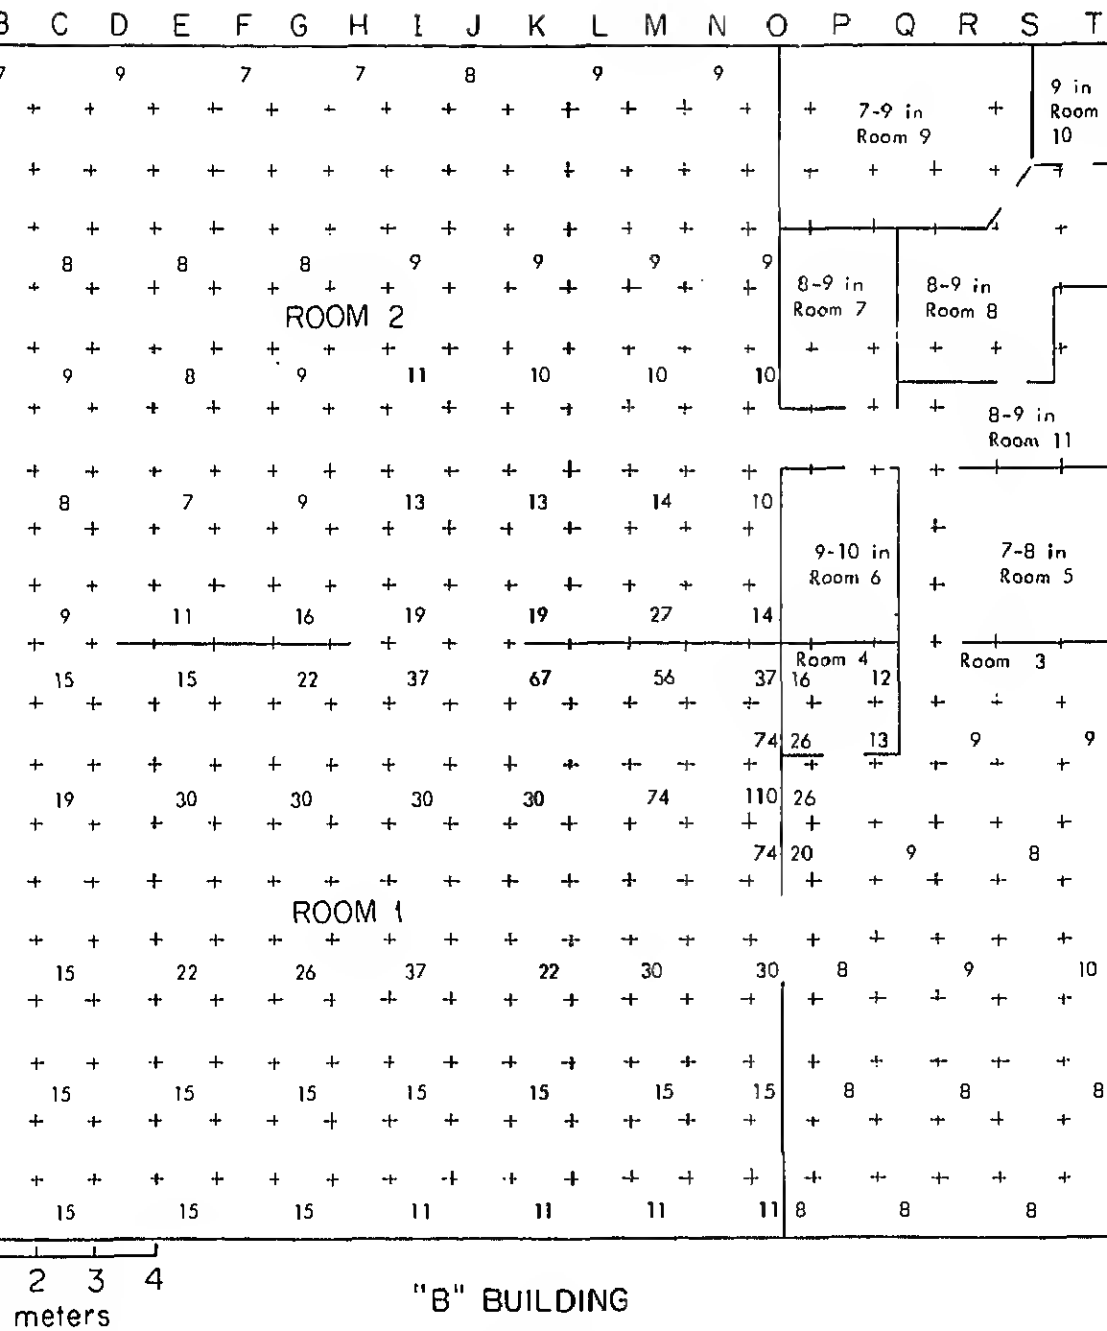 B C D E F G H I J K L M N O P Q R S T
7 9 7 7 8 9 9
9 in
7-9 in Room
Room 9 10
8 8 8 9 9 9 9
8-9 in 8-9 in
Room 7 Room 8
ROOM 2
9 8 9 11 10 10 10
8-9 in
Room 11
8 7 9 13 13 14 10
9-10 in 7-8 in
Room 6 Room 5
9 11 16 19 19 27 14
Room 4 Room 3
15 15 22 37 67 56 37 16 12
74 26 13 9 9
19 30 30 30 30 74 110 26
74 20 9 8
ROOM 1
15 22 26 37 22 30 30 8 9 10
15 15 15 15 15 15 15 8 8 8
15 15 15 11 11 11 11 8 8 8
2 3 4
meters
"B" BUILDING